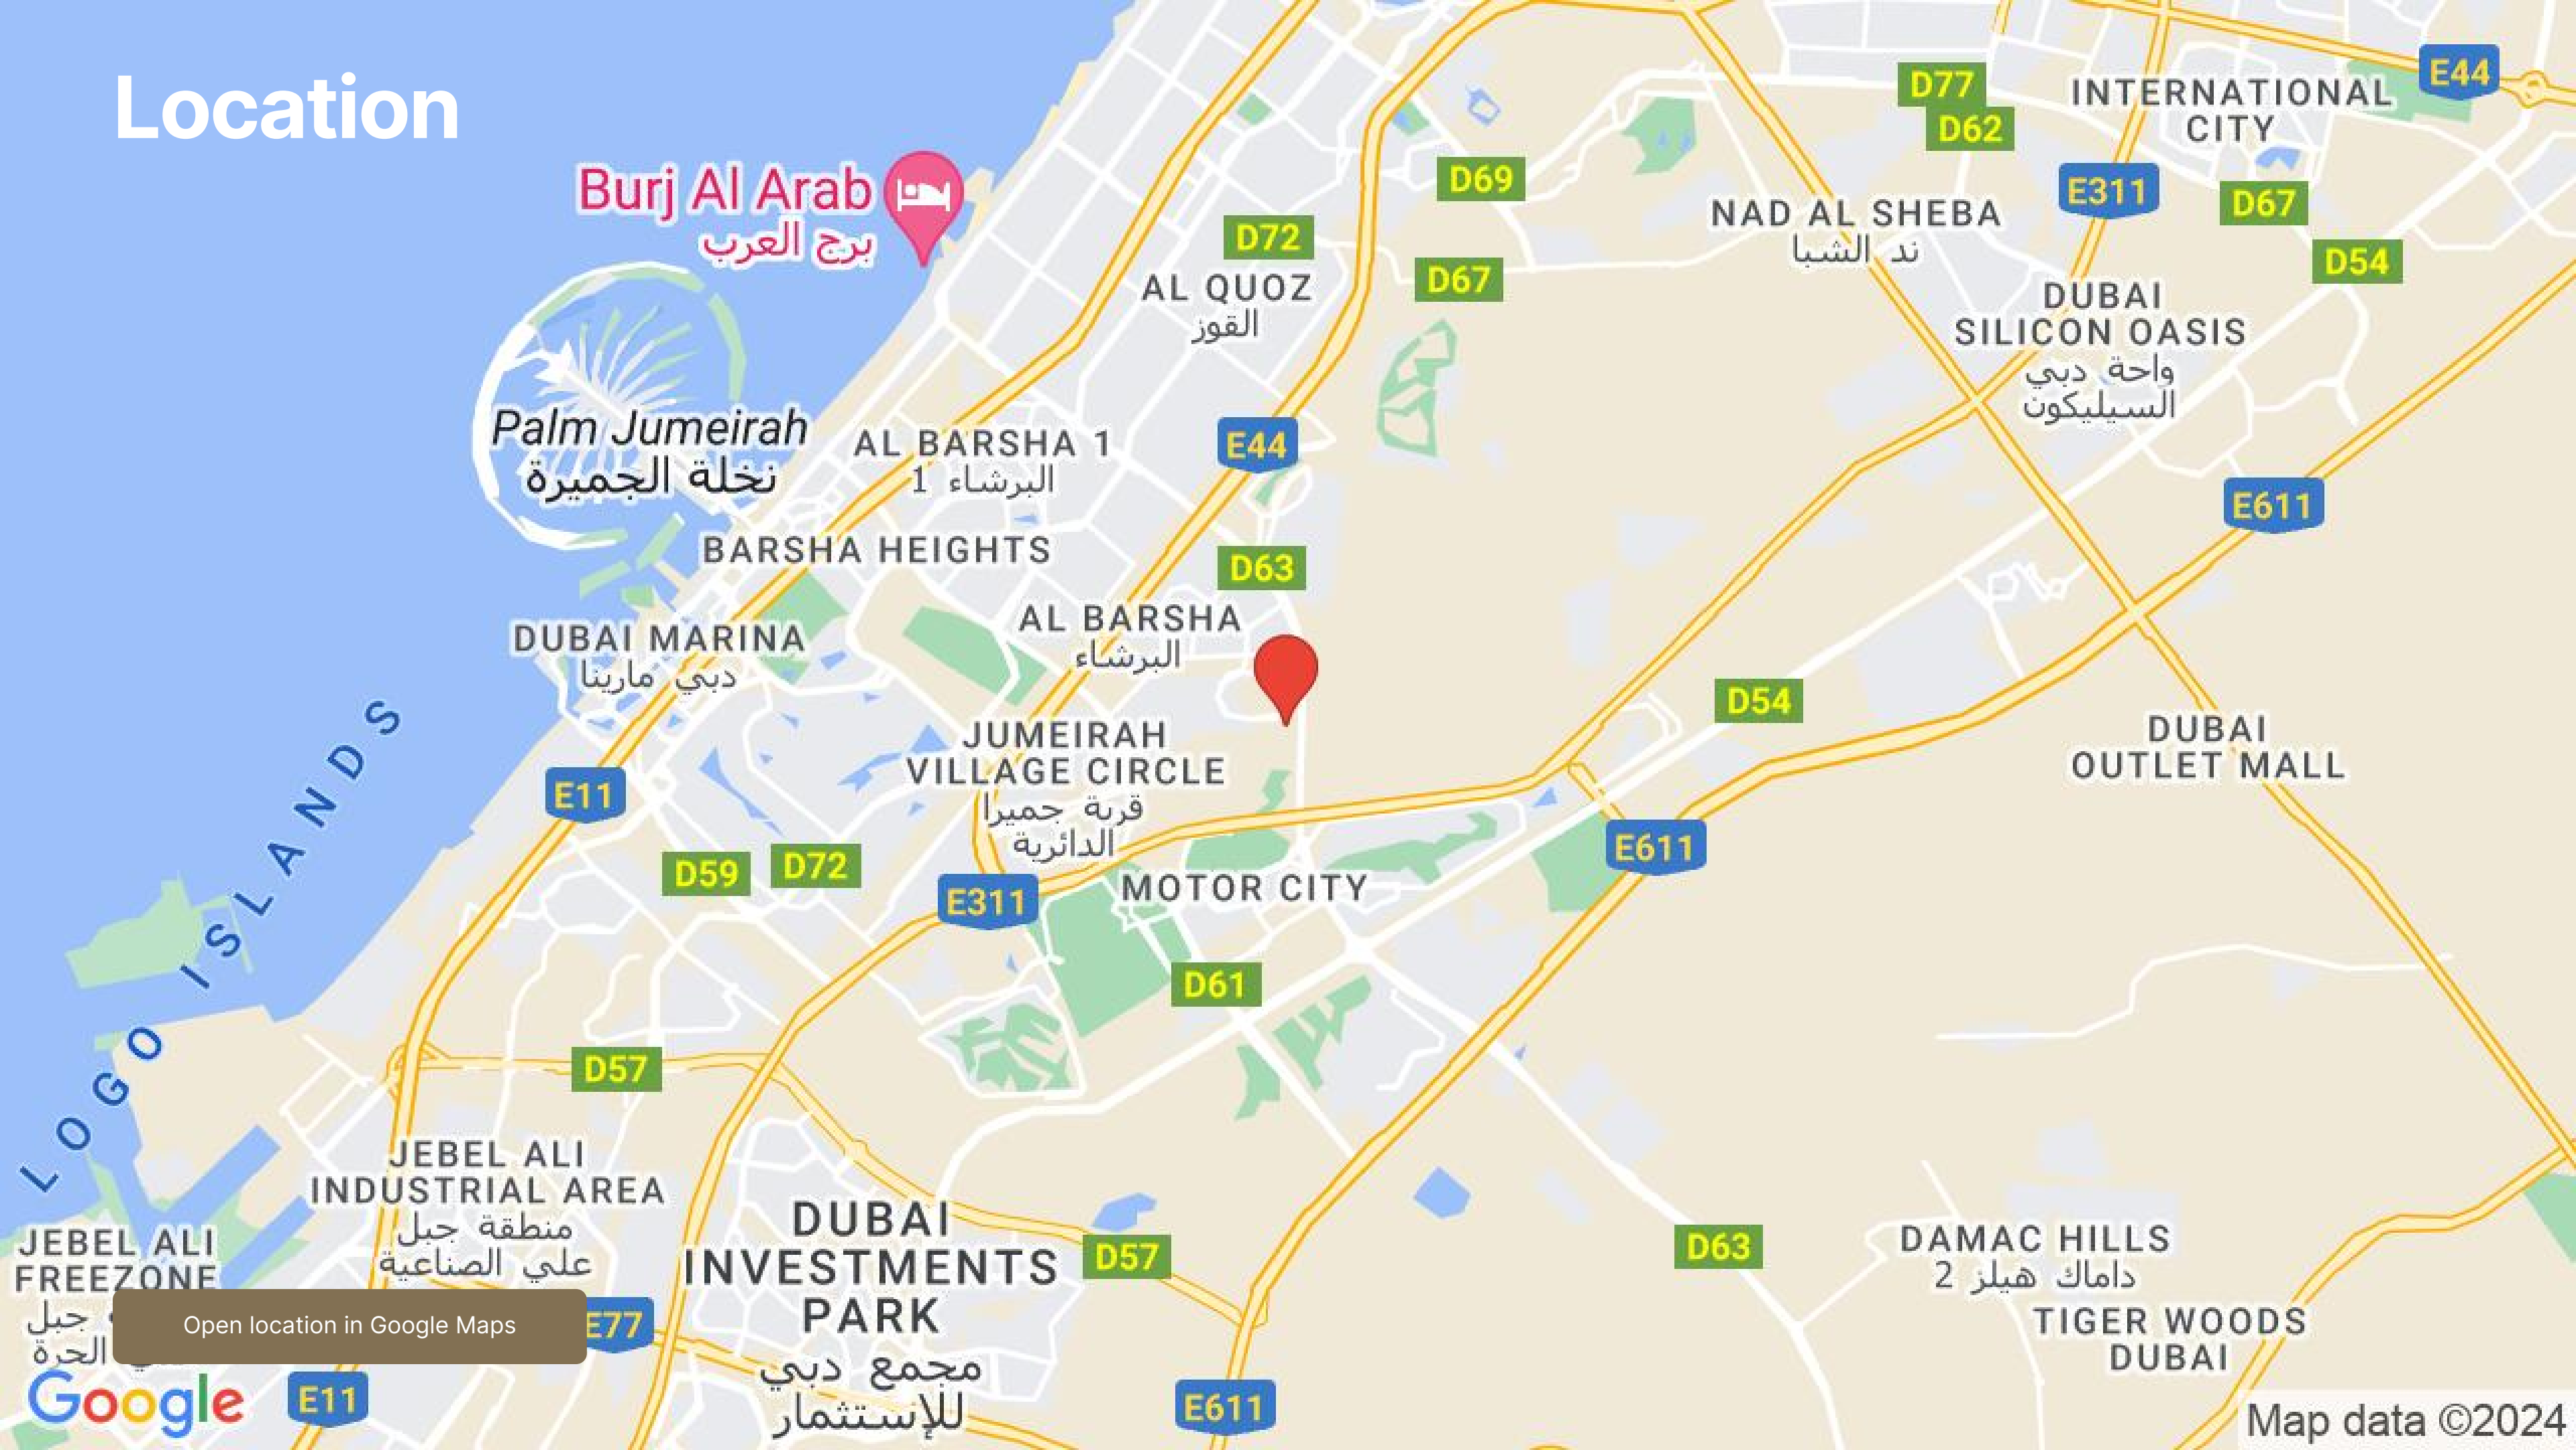 Location
D77
INTERNATIONAL
CITY
E44
D62
D69
E311
D67
Burj Al Arab
برج العرب
NAD AL SHEBA
ند الشبا
D72
D67
D54
AL QUOZ
القوز
DUBAI
SILICON OASIS
واحة دبي
السيليكون
Palm Jumeirah
نخلة الجميرة
AL BARSHA 1
البرشاء 1
E44
E611
BARSHA HEIGHTS
D63
DUBAI MARINA
دبي مارينا
AL BARSHA
البرشاء
D54
JUMEIRAH
VILLAGE CIRCLE
قرية جميرا
الدائرية
DUBAI
OUTLET MALL
E11
LOGO ISLANDS
D59
D72
E311
MOTOR CITY
E611
D61
D57
JEBEL ALI
INDUSTRIAL AREA
منطقة جبل
علي الصناعية
JEBEL ALI
FREEZONE
جبل
الحرة
DUBAI
INVESTMENTS
PARK
مجمع دبي
للإستثمار
D57
D63
DAMAC HILLS
داماك هيلز 2
TIGER WOODS
DUBAI
Open location in Google Maps
E77
Google
E11
E611
Map data ©2024